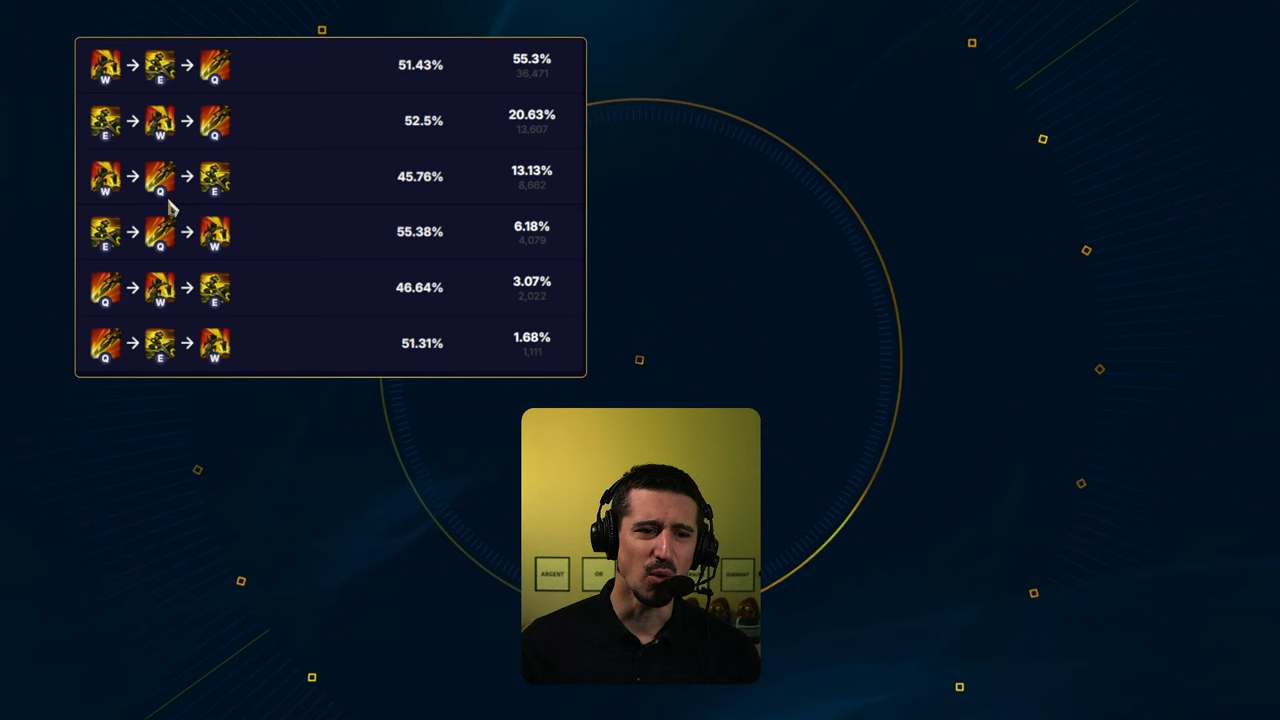 W → E → Q 51.43% 55.3%
36,471
E → W → Q 52.5% 20.63%
13,607
W → Q → E 45.76% 13.13%
8,662
E → Q → W 55.38% 6.18%
4,079
Q → W → E 46.64% 3.07%
2,022
Q → E → W 51.31% 1.68%
1,111
ARGENT
OR
DIAMANT